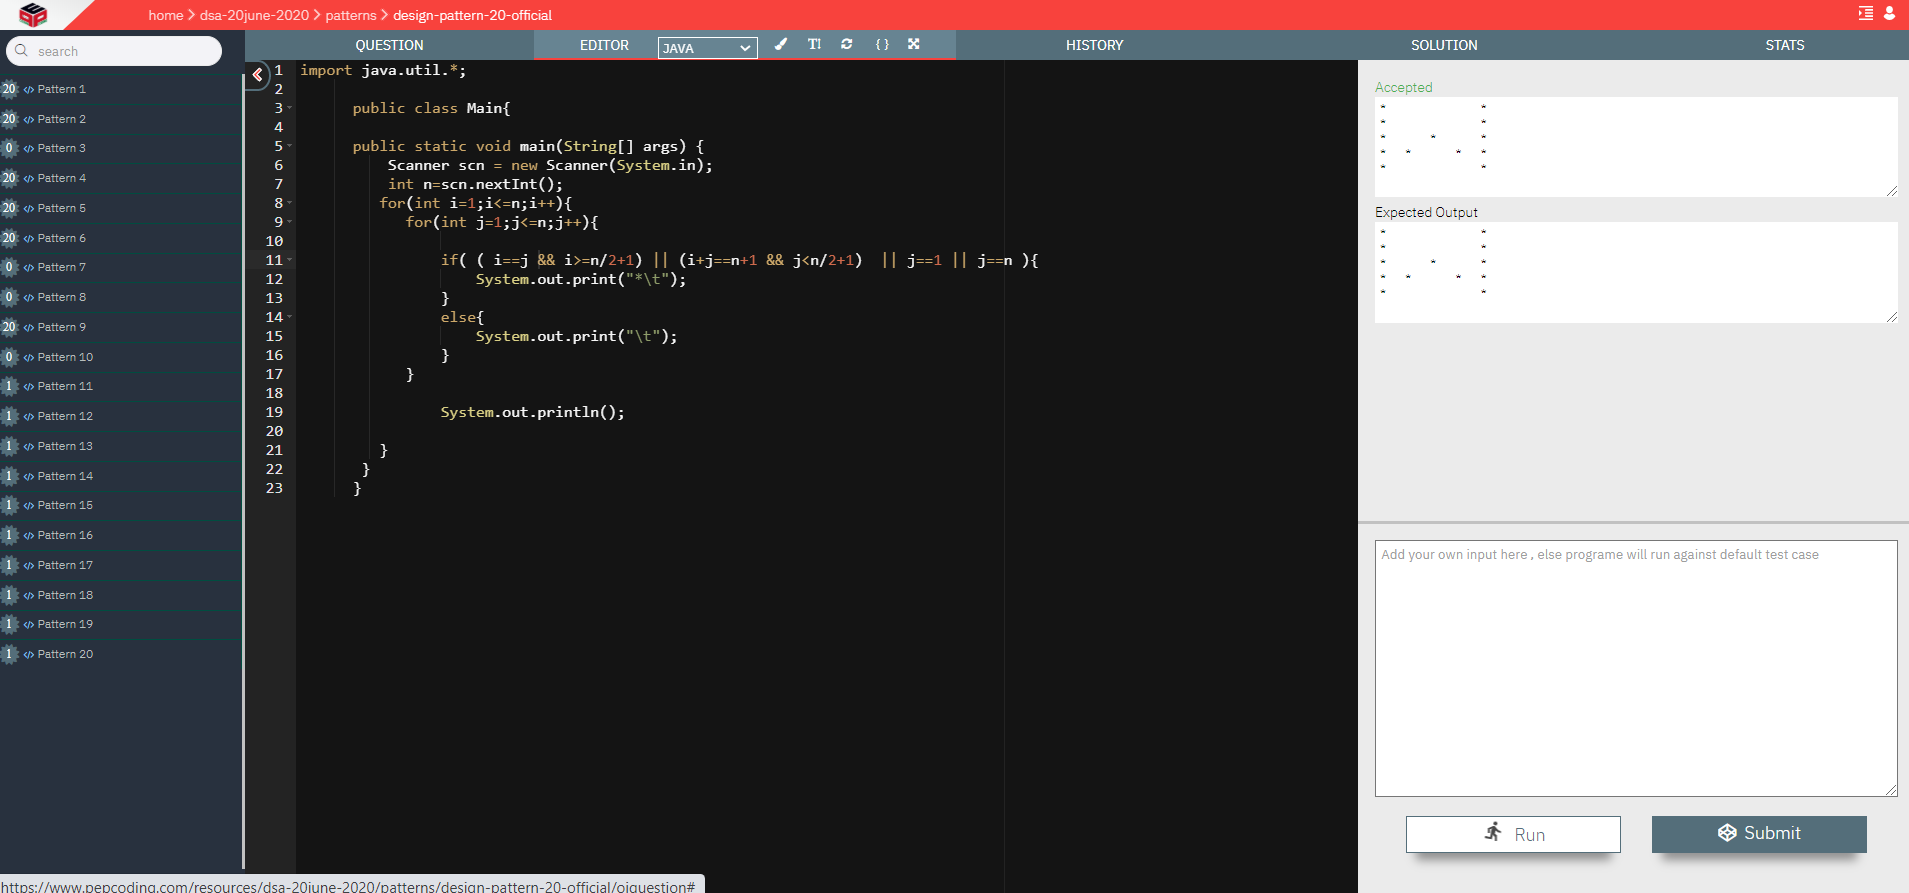 home > dsa-20june-2020 > patterns > design-pattern-20-official
search
QUESTION EDITOR JAVA T! { } HISTORY SOLUTION STATS
20 </> Pattern 1
20 </> Pattern 2
0 </> Pattern 3
20 </> Pattern 4
20 </> Pattern 5
20 </> Pattern 6
0 </> Pattern 7
0 </> Pattern 8
20 </> Pattern 9
0 </> Pattern 10
1 </> Pattern 11
1 </> Pattern 12
1 </> Pattern 13
1 </> Pattern 14
1 </> Pattern 15
1 </> Pattern 16
1 </> Pattern 17
1 </> Pattern 18
1 </> Pattern 19
1 </> Pattern 20
1 import java.util.*;
2
3 public class Main{
4
5 public static void main(String[] args) {
6 Scanner scn = new Scanner(System.in);
7 int n=scn.nextInt();
8 for(int i=1;i<=n;i++){
9 for(int j=1;j<=n;j++){
10
11 if( ( i==j && i>=n/2+1) || (i+j==n+1 && j<n/2+1)  || j==1 || j==n ){
12 System.out.print("*\t");
13 }
14 else{
15 System.out.print("\t");
16 }
17 }
18
19 System.out.println();
20
21 }
22 }
23 }
Accepted
*       *
*       *
*   *   *
* *   * *
*       *
Expected Output
*       *
*       *
*   *   *
* *   * *
*       *
Add your own input here , else programe will run against default test case
Run
Submit
https://www.pepcoding.com/resources/dsa-20june-2020/patterns/design-pattern-20-official/ojquestion#